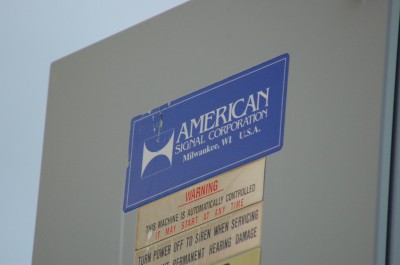 AMERICAN
SIGNAL CORPORATION
Milwaukee, WI U.S.A.
WARNING
THIS MACHINE IS AUTOMATICALLY CONTROLLED
IT MAY START AT ANY TIME
TURN POWER OFF TO SIREN WHEN SERVICING
PERMANENT HEARING DAMAGE